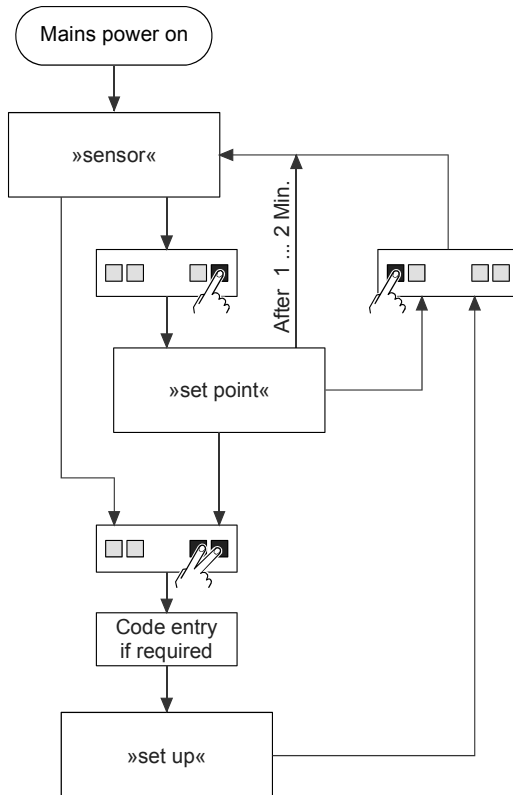 Mains power on
»sensor«
After 1 ... 2 Min.
»set point«
Code entry
if required
»set up«